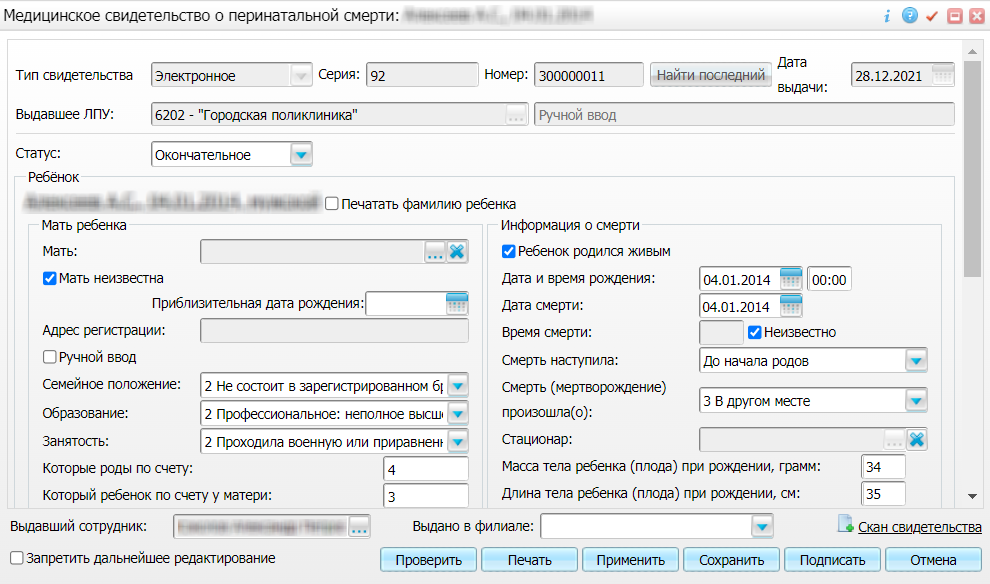 Медицинское свидетельство о перинатальной смерти:
Тип свидетельства Электронное Серия: 92 Номер: 300000011 Найти последний Дата выдачи: 28.12.2021
Выдавшее ЛПУ: 6202 - "Городская поликлиника" ... Ручной ввод
Статус: Окончательное
Ребёнок
Печатать фамилию ребенка
Мать ребенка
Мать: ...
Мать неизвестна
Приблизительная дата рождения:
Адрес регистрации:
Ручной ввод
Семейное положение: 2 Не состоит в зарегистрированном
Образование: 2 Профессиональное: неполное
Занятость: 2 Проходила военную или
Которые роды по счету: 4
Который ребенок по счету у матери: 3
Информация о смерти
Ребенок родился живым
Дата и время рождения: 04.01.2014 00:00
Дата смерти: 04.01.2014
Время смерти: Неизвестно
Смерть наступила: До начала родов
Смерть (мертворождение)
произошла(о): 3 В другом месте
Стационар: ...
Масса тела ребенка (плода) при рождении, грамм: 34
Длина тела ребенка (плода) при рождении, см: 35
Выдавший сотрудник: ... Выдано в филиале: Скан свидетельства
Запретить дальнейшее редактирование Проверить Печать Применить Сохранить Подписать Отмена